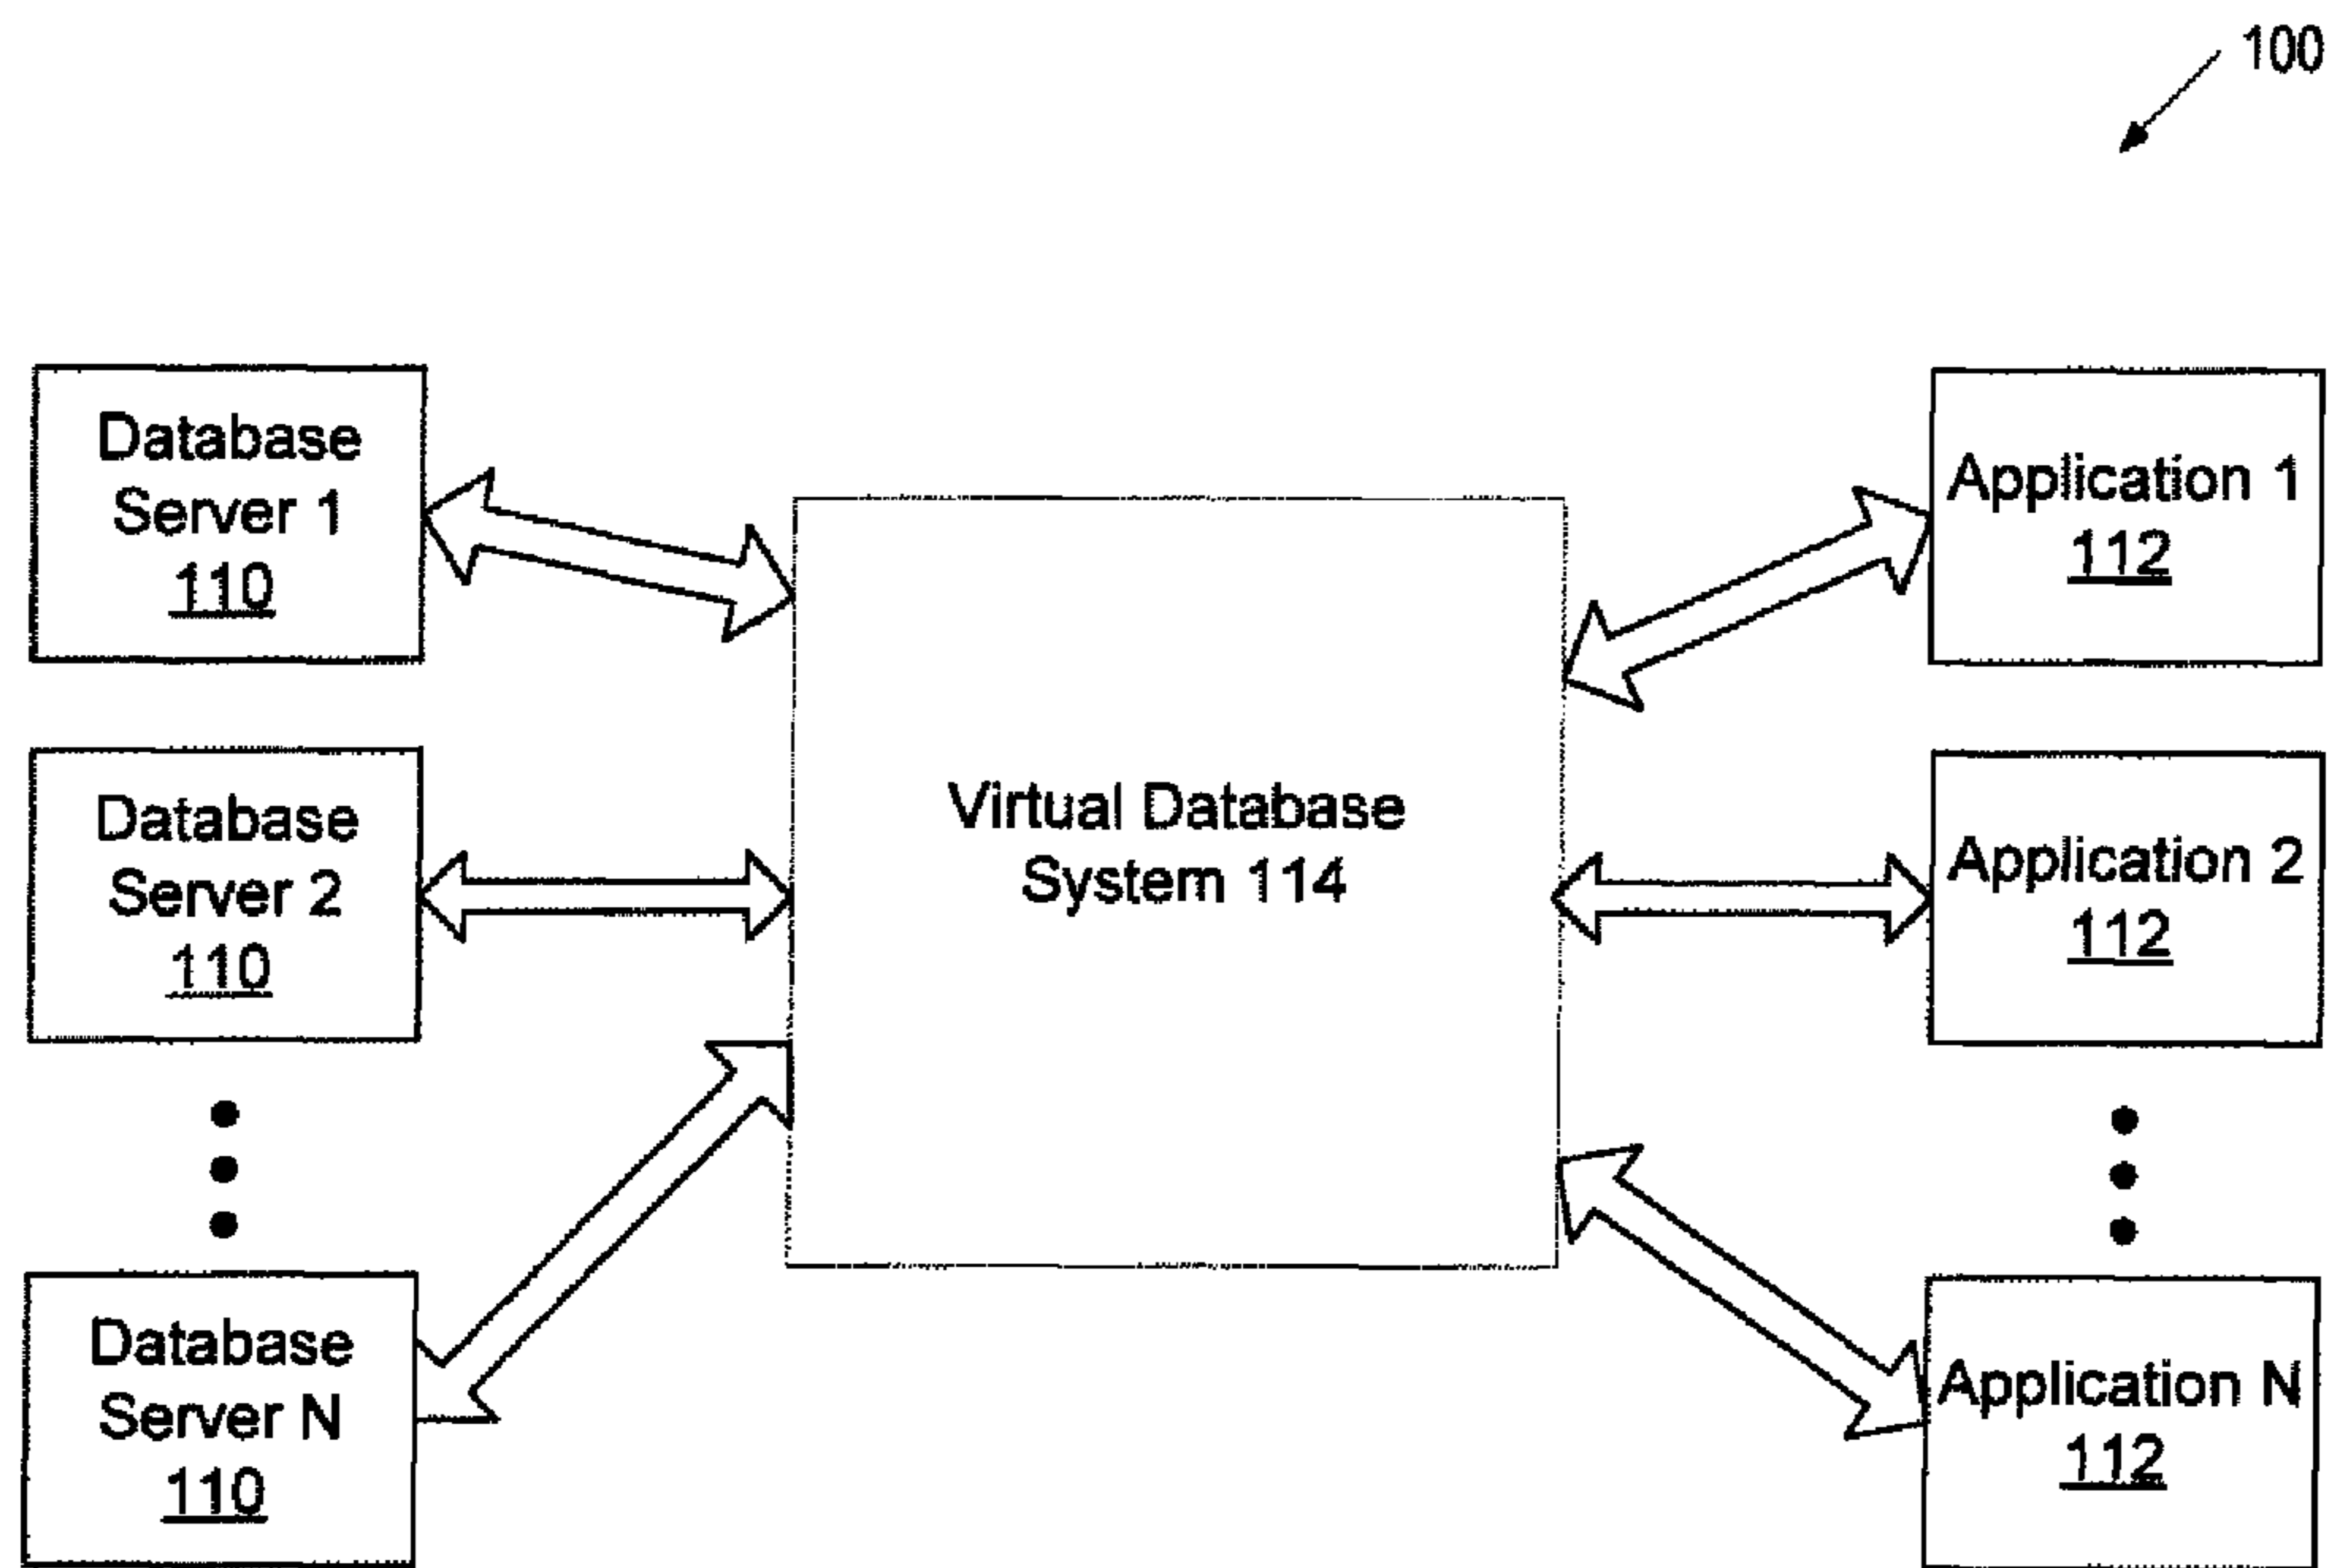 100
Database
Server 1
110
Database
Server 2
110
Database
Server N
110
Virtual Database
System 114
Application 1
112
Application 2
112
Application N
112